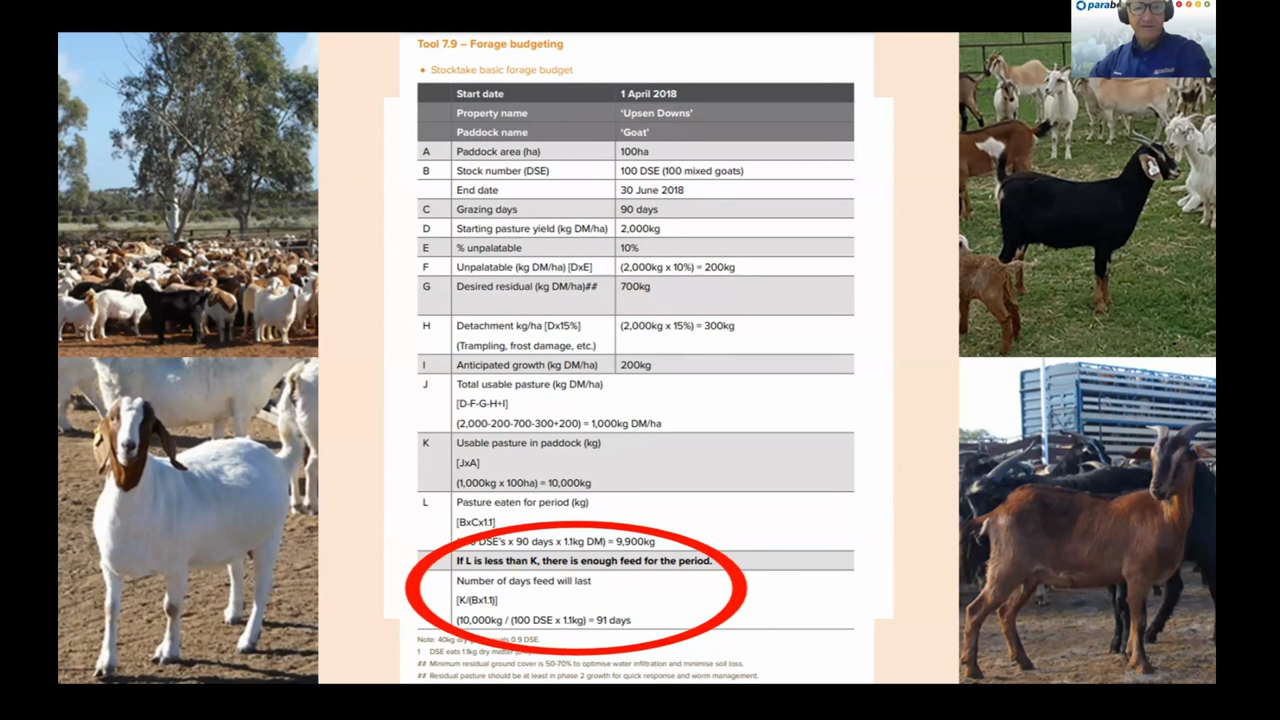 Tool 7.9 – Forage budgeting
Stocktake basic forage budget
Start date 1 April 2018
Property name ‘Upsen Downs’
Paddock name ‘Goat’
A Paddock area (ha) 100ha
B Stock number (DSE) 100 DSE (100 mixed goats)
End date 30 June 2018
C Grazing days 90 days
D Starting pasture yield (kg DM/ha) 2,000kg
E % unpalatable 10%
F Unpalatable (kg DM/ha) [DxE] (2,000kg x 10%) = 200kg
G Desired residual (kg DM/ha)## 700kg
H Detachment kg/ha [Dx15%] (2,000kg x 15%) = 300kg
(Trampling, frost damage, etc.)
I Anticipated growth (kg DM/ha) 200kg
J Total usable pasture (kg DM/ha)
[D-F-G-H+I]
(2,000-200-700-300+200) = 1,000kg DM/ha
K Usable pasture in paddock (kg)
[JxA]
(1,000kg x 100ha) = 10,000kg
L Pasture eaten for period (kg)
[BxCx1.1]
DSE’s x 90 days x 1.1kg DM) = 9,900kg
If L is less than K, there is enough feed for the period.
Number of days feed will last
[K/(Bx1.1)]
(10,000kg / (100 DSE x 1.1kg) = 91 days
Note: 40kg dry equals 0.9 DSE.
1 DSE eats 1.1kg dry matter
## Minimum residual ground cover is 50-70% to optimise water infiltration and minimise soil loss.
## Residual pasture should be at least in phase 2 growth for quick response and worm management.